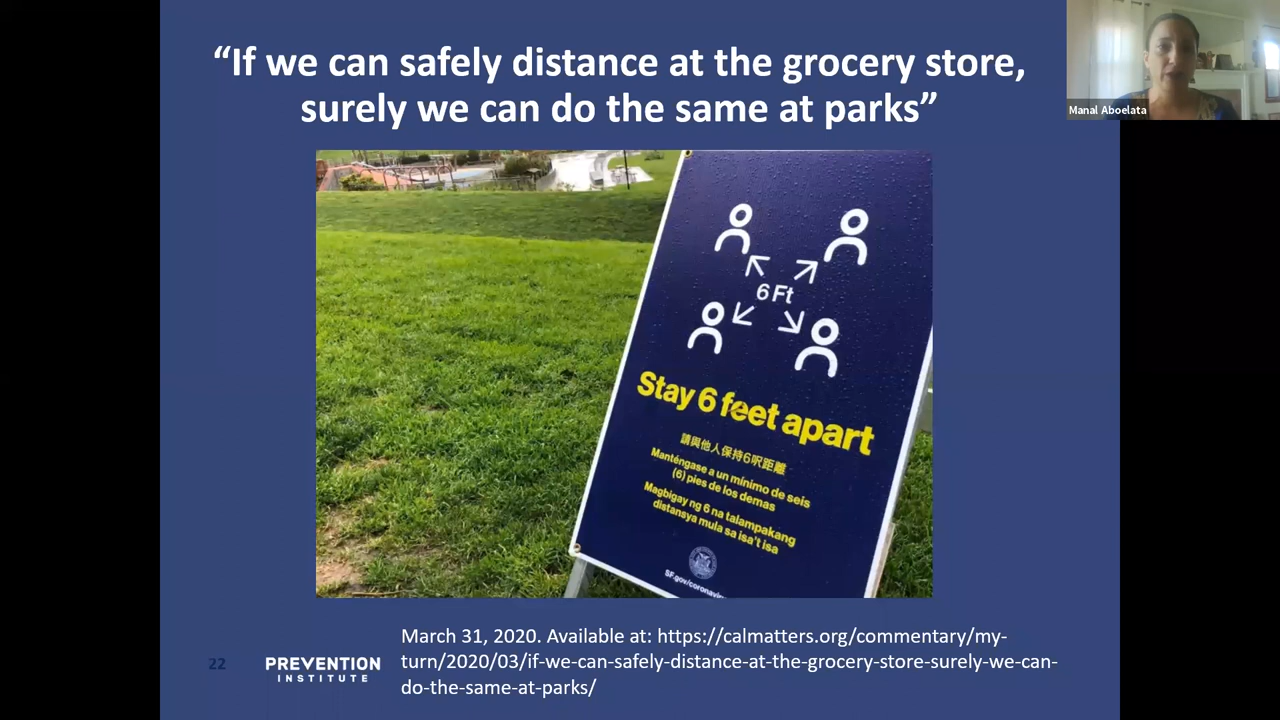 “If we can safely distance at the grocery store,
surely we can do the same at parks”
Manal Aboelata
6 Ft
Stay 6 feet apart
請與他人保持6呎距離
Manténgase a un mínimo de seis
(6) pies de los demas
Magbigay ng 6 na talampakang
distansya mula sa isa't isa
March 31, 2020. Available at: https://calmatters.org/commentary/my-
turn/2020/03/if-we-can-safely-distance-at-the-grocery-store-surely-we-can-
do-the-same-at-parks/
22
PREVENTION
INSTITUTE